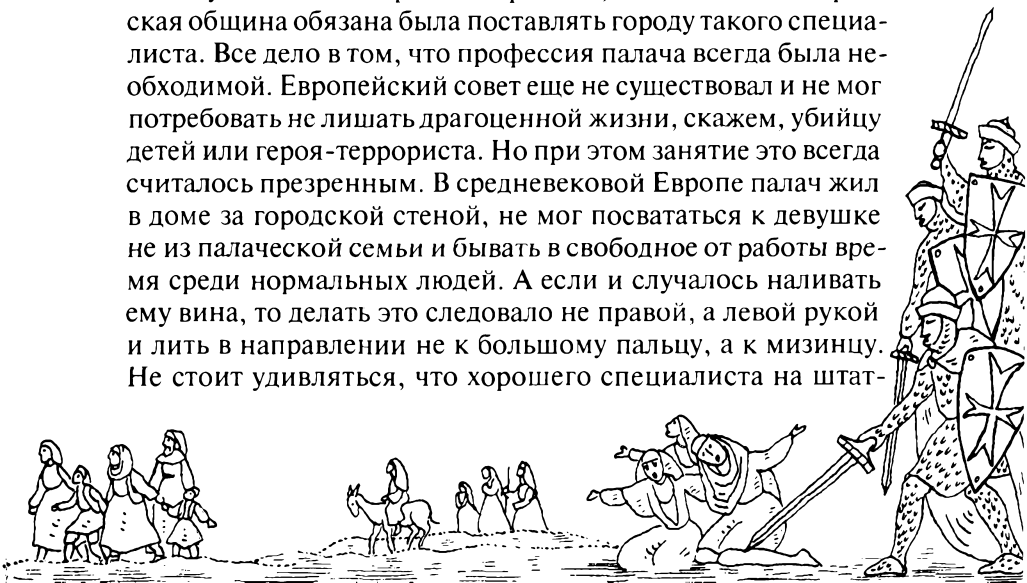 ская община обязана была поставлять городу такого специа-
листа. Все дело в том, что профессия палача всегда была не-
обходимой. Европейский совет еще не существовал и не мог
потребовать не лишать драгоценной жизни, скажем, убийцу
детей или героя-террориста. Но при этом занятие это всегда
считалось презренным. В средневековой Европе палач жил
в доме за городской стеной, не мог посвататься к девушке
не из палаческой семьи и бывать в свободное от работы вре-
мя среди нормальных людей. А если и случалось наливать
ему вина, то делать это следовало не правой, а левой рукой
и лить в направлении не к большому пальцу, а к мизинцу.
Не стоит удивляться, что хорошего специалиста на штат-